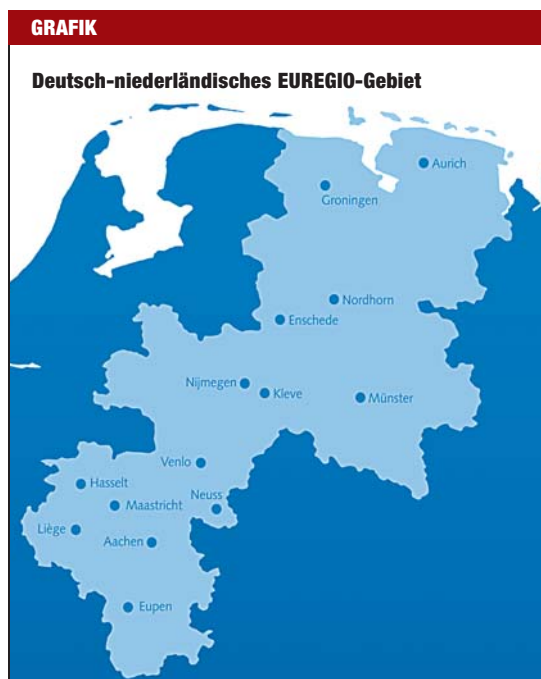 GRAFIK
Deutsch-niederländisches EUREGIO-Gebiet
Aurich
Groningen
Nordhorn
Enschede
Nijmegen
Kleve
Münster
Venlo
Hasselt
Neuss
Maastricht
Liège
Aachen
Eupen